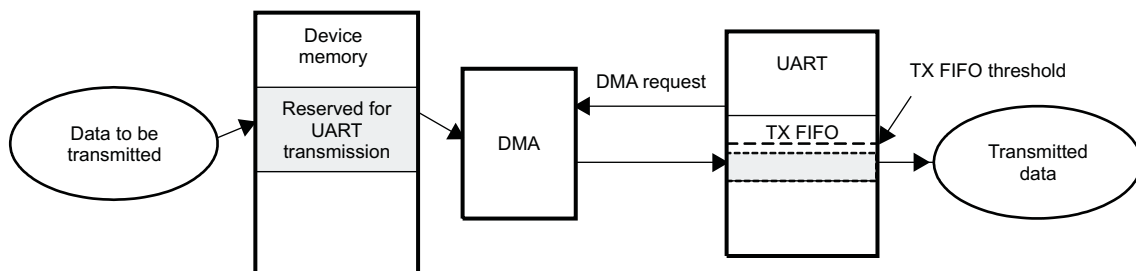 Data to be
transmitted
Device
memory
Reserved for
UART
transmission
DMA
DMA request
UART
TX FIFO
TX FIFO threshold
Transmitted
data